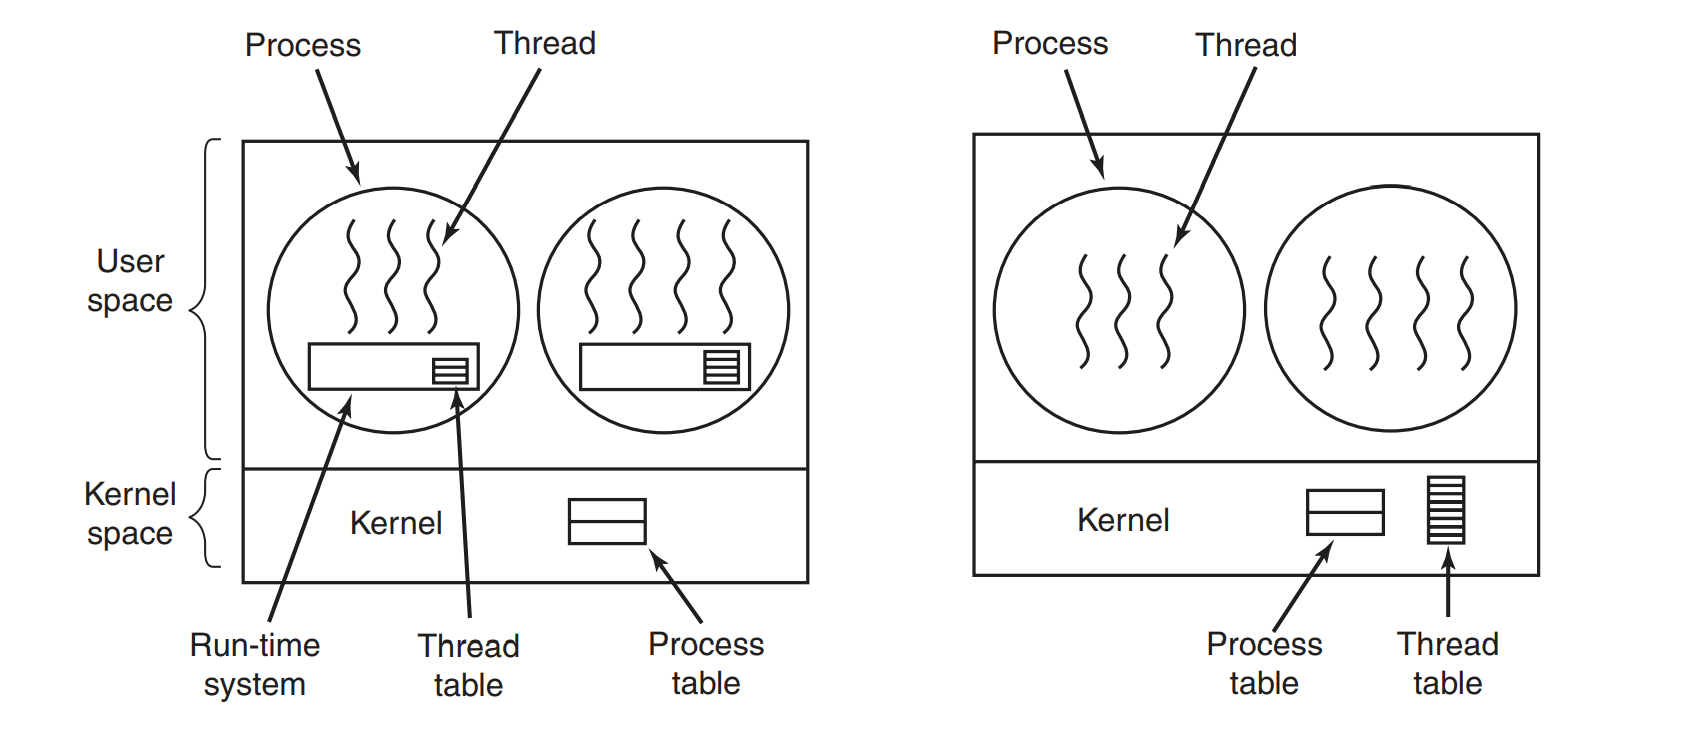 Process
Thread
User
space
Kernel
space
Kernel
Run-time
system
Thread
table
Process
table
Process
Thread
Kernel
Process
table
Thread
table